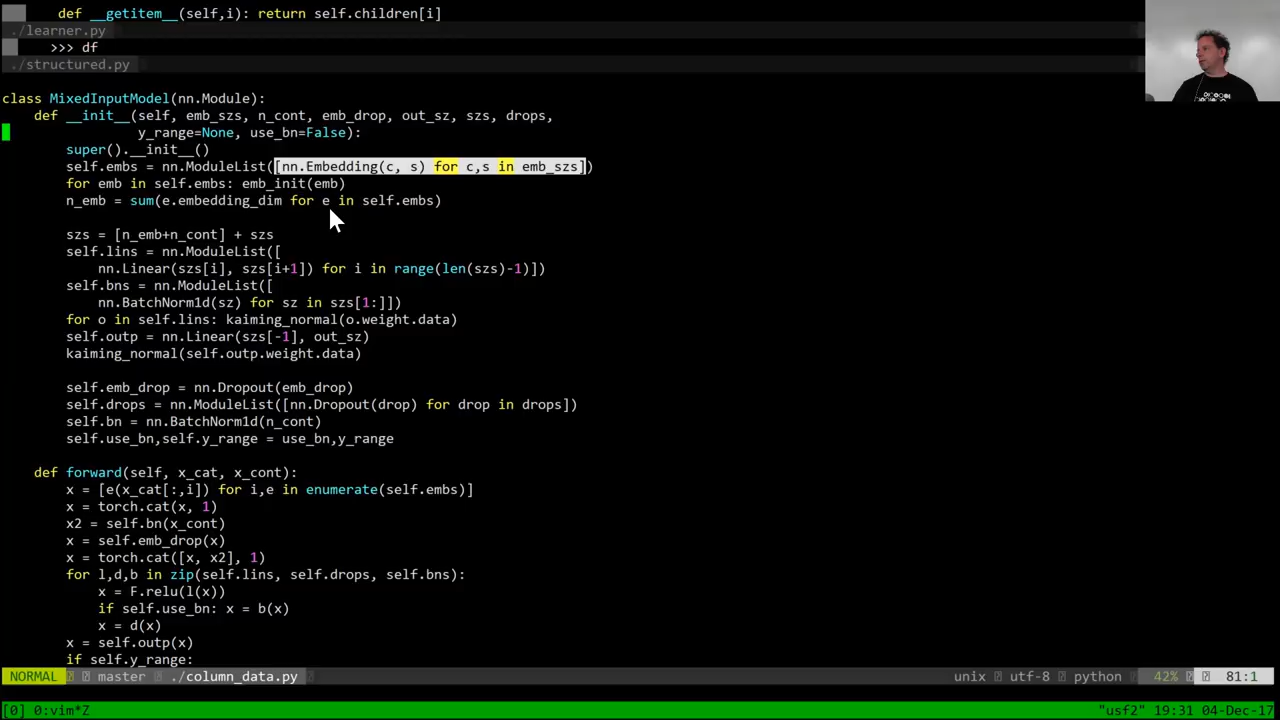 def __getitem__(self,i): return self.children[i]
./learner.py
>>> df
./structured.py
class MixedInputModel(nn.Module):
def __init__(self, emb_szs, n_cont, emb_drop, out_sz, szs, drops,
y_range=None, use_bn=False):
super().__init__()
self.embs = nn.ModuleList([nn.Embedding(c, s) for c,s in emb_szs])
for emb in self.embs: emb_init(emb)
n_emb = sum(e.embedding_dim for e in self.embs)
szs = [n_emb+n_cont] + szs
self.lins = nn.ModuleList([
nn.Linear(szs[i], szs[i+1]) for i in range(len(szs)-1)])
self.bns = nn.ModuleList([
nn.BatchNorm1d(sz) for sz in szs[1:]])
for o in self.lins: kaiming_normal(o.weight.data)
self.outp = nn.Linear(szs[-1], out_sz)
kaiming_normal(self.outp.weight.data)
self.emb_drop = nn.Dropout(emb_drop)
self.drops = nn.ModuleList([nn.Dropout(drop) for drop in drops])
self.bn = nn.BatchNorm1d(n_cont)
self.use_bn,self.y_range = use_bn,y_range
def forward(self, x_cat, x_cont):
x = [e(x_cat[:,i]) for i,e in enumerate(self.embs)]
x = torch.cat(x, 1)
x2 = self.bn(x_cont)
x = self.emb_drop(x)
x = torch.cat([x, x2], 1)
for l,d,b in zip(self.lins, self.drops, self.bns):
x = F.relu(l(x))
if self.use_bn: x = b(x)
x = d(x)
x = self.outp(x)
if self.y_range:
NORMAL master ./column_data.py unix utf-8 python 42% 81:1
[0] 0:vim*Z "usf2" 19:31 04-Dec-17